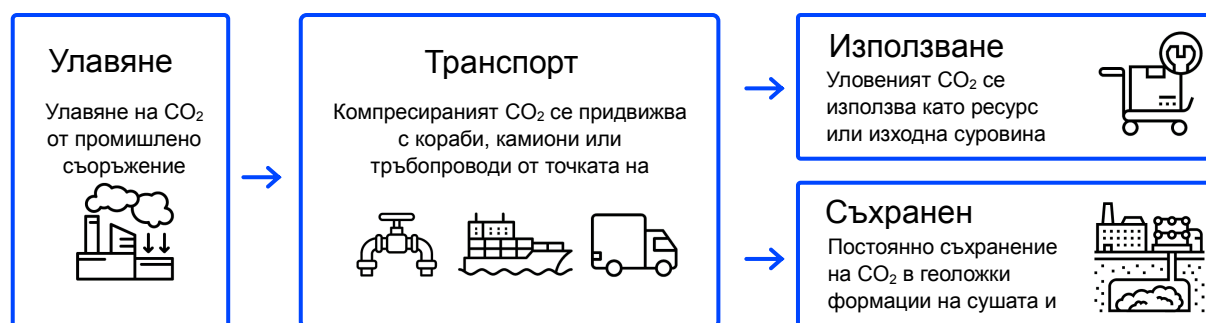 Улавяне
Улавяне на CO₂
от промишлено
съоръжение
Транспорт
Компресираният CO₂ се придвижва
с кораби, камиони или
тръбопроводи от точката на
Използване
Уловеният CO₂ се
използва като ресурс
или изходна суровина
Съхранен
Постоянно съхранение
на CO₂ в геоложки
формации на сушата и